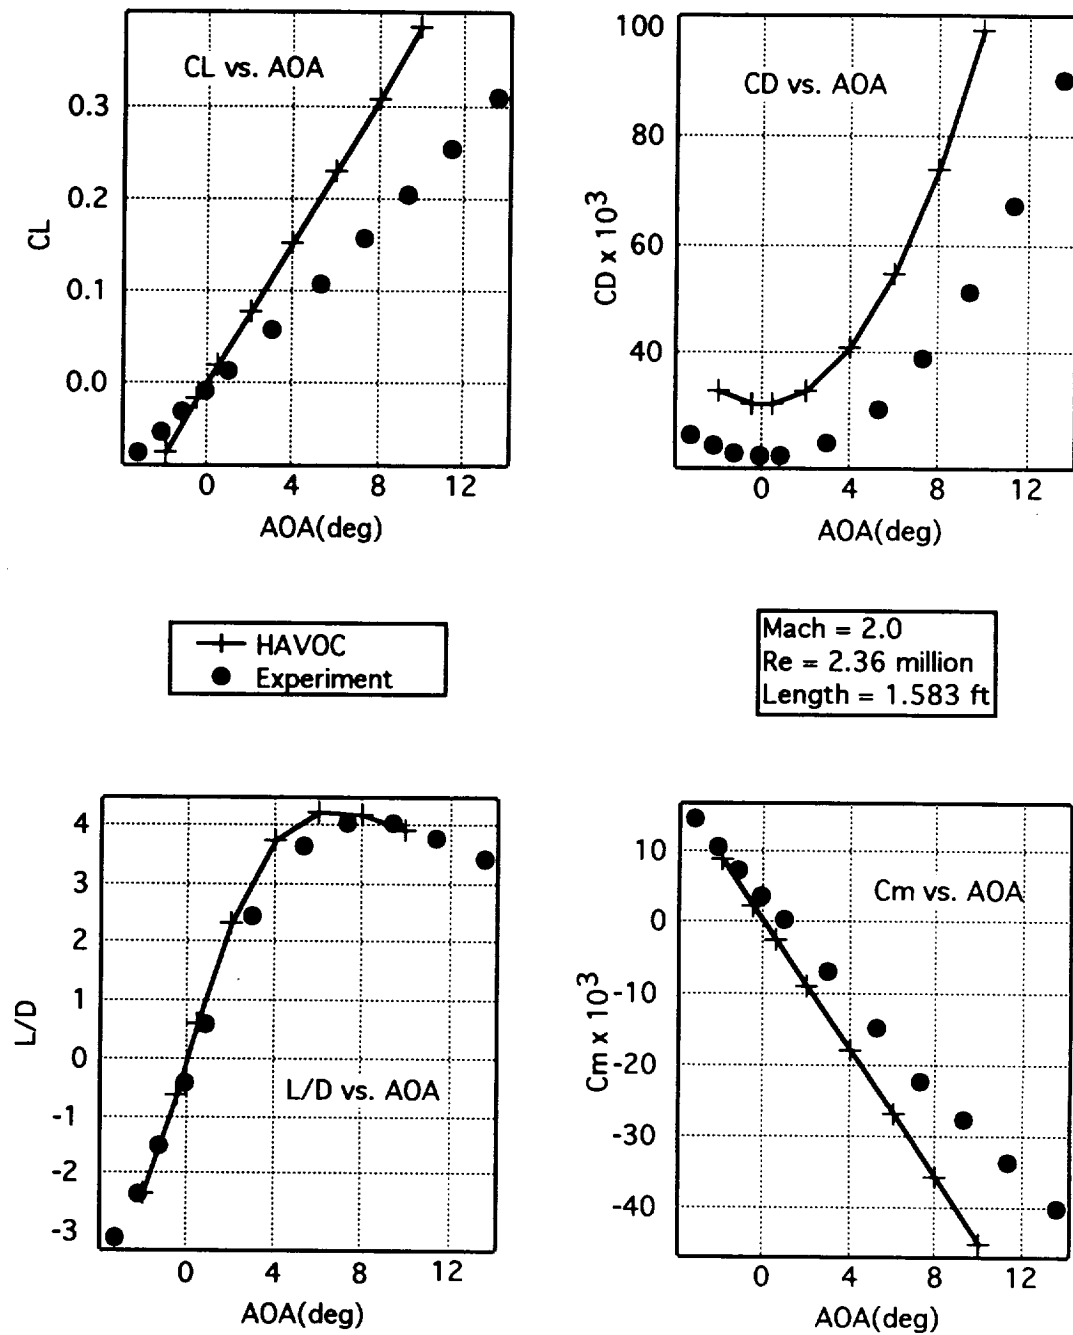 CL vs. AOA
0.3
0.2
0.1
0.0
CL
0 4 8 12
AOA(deg)
CD vs. AOA
100
80
60
40
CD x 10³
0 4 8 12
AOA(deg)
HAVOC
Experiment
Mach = 2.0
Re = 2.36 million
Length = 1.583 ft
4
3
2
1
0
-1
-2
-3
L/D
L/D vs. AOA
0 4 8 12
AOA(deg)
10
0
-10
-20
-30
-40
Cm x 10³
Cm vs. AOA
0 4 8 12
AOA(deg)